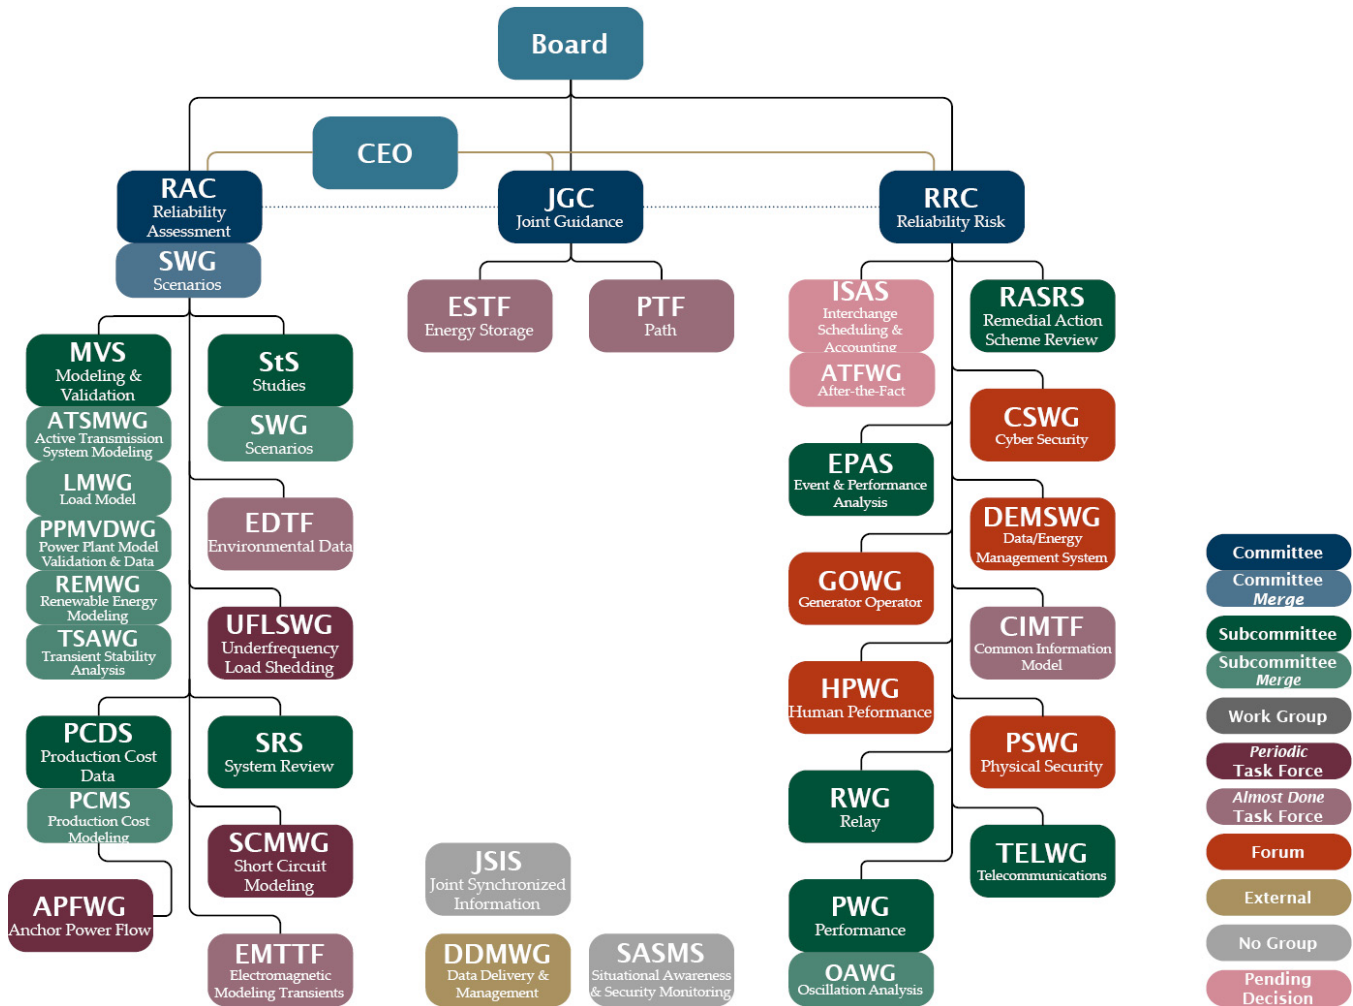 Board
CEO
RAC
Reliability
Assessment
SWG
Scenarios
JGC
Joint Guidance
RRC
Reliability Risk
MVS
Modeling &
Validation
ATSMWG
Active Transmission
System Modeling
LMWG
Load Model
PPMVDWG
Power Plant Model
Validation & Data
REMWG
Renewable Energy
Modeling
TSAWG
Transient Stability
Analysis
PCDS
Production Cost
Data
PCMS
Production Cost
Modeling
APFWG
Anchor Power Flow
StS
Studies
SWG
Scenarios
EDTF
Environmental Data
UFLSWG
Underfrequency
Load Shedding
SRS
System Review
SCMWG
Short Circuit
Modeling
EMTTF
Electromagnetic
Modeling Transients
ESTF
Energy Storage
PTF
Path
JSIS
Joint Synchronized
Information
DDMWG
Data Delivery &
Management
SASMS
Situational Awareness
& Security Monitoring
ISAS
Interchange
Scheduling &
Accounting
ATFWG
After-the-Fact
EPAS
Event & Performance
Analysis
GOWG
Generator Operator
HPWG
Human Peformance
RWG
Relay
PWG
Performance
OAWG
Oscillation Analysis
RASRS
Remedial Action
Scheme Review
CSWG
Cyber Security
DEMSWG
Data/Energy
Management System
CIMTF
Common Information
Model
PSWG
Physical Security
TELWG
Telecommunications
Committee
Committee
Merge
Subcommittee
Subcommittee
Merge
Work Group
Periodic
Task Force
Almost Done
Task Force
Forum
External
No Group
Pending
Decision